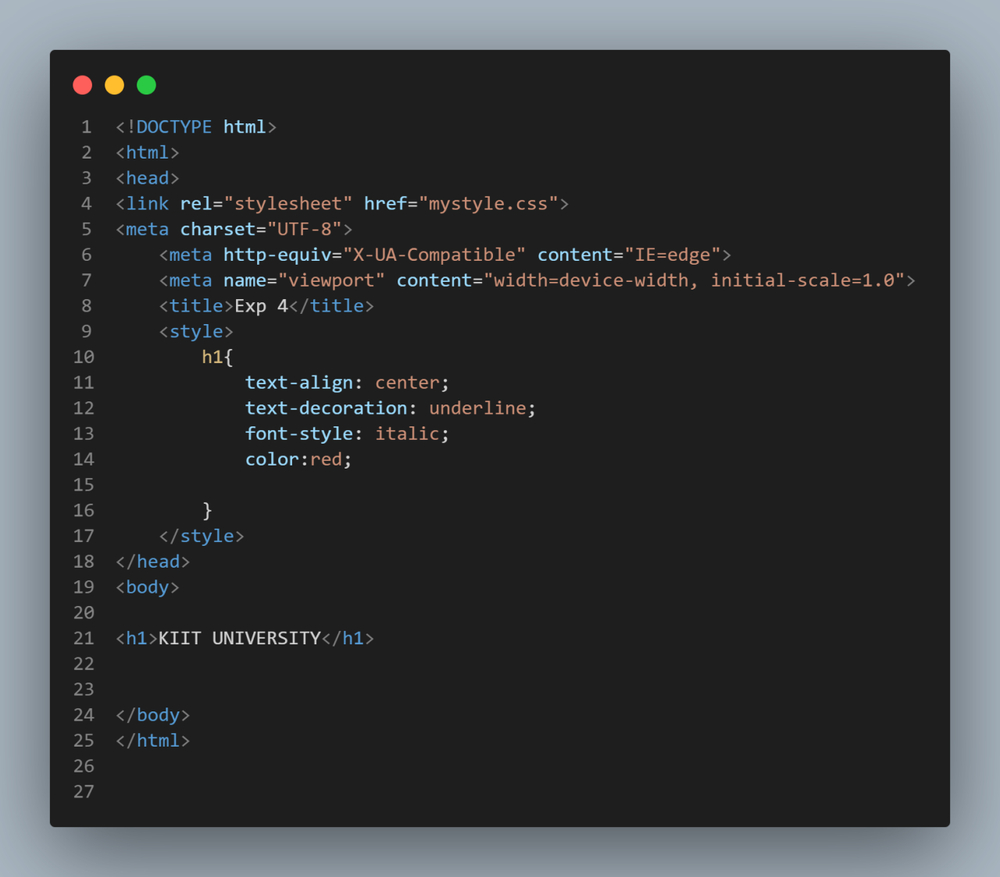 1 <!DOCTYPE html>
2 <html>
3 <head>
4 <link rel="stylesheet" href="mystyle.css">
5 <meta charset="UTF-8">
6     <meta http-equiv="X-UA-Compatible" content="IE=edge">
7     <meta name="viewport" content="width=device-width, initial-scale=1.0">
8     <title>Exp 4</title>
9     <style>
10         h1{
11             text-align: center;
12             text-decoration: underline;
13             font-style: italic;
14             color:red;
15
16         }
17     </style>
18 </head>
19 <body>
20
21 <h1>KIIT UNIVERSITY</h1>
22
23
24 </body>
25 </html>
26
27